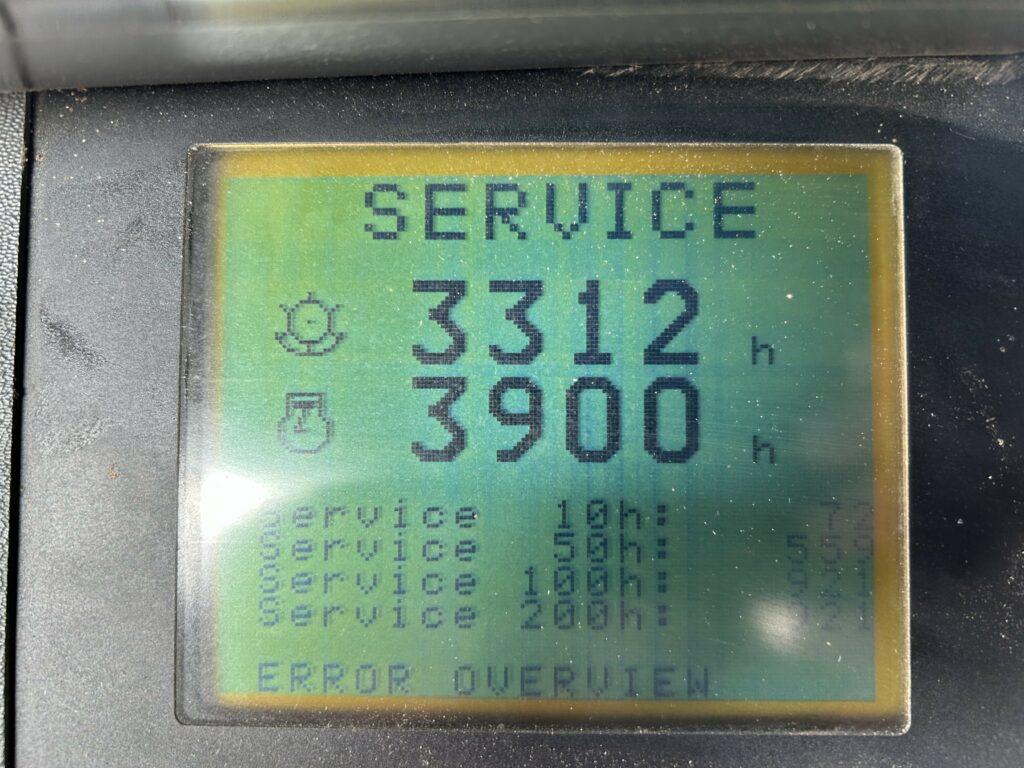 SERVICE
3312 h
3900 h
Service 10h:
Service 50h:
Service 100h:
Service 200h:
ERROR OVERVIEW